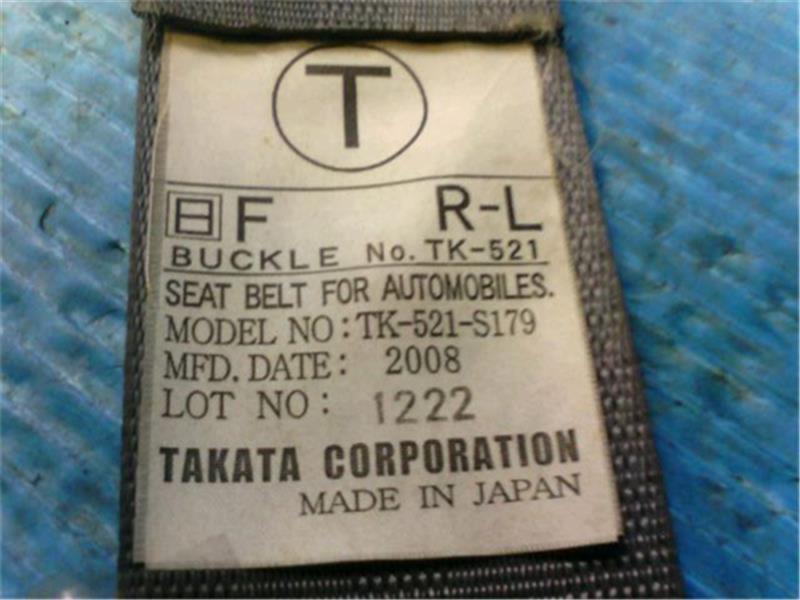 T
日F R-L
BUCKLE No. TK-521
SEAT BELT FOR AUTOMOBILES.
MODEL NO : TK-521-S179
MFD. DATE : 2008
LOT NO : 1222
TAKATA CORPORATION
MADE IN JAPAN